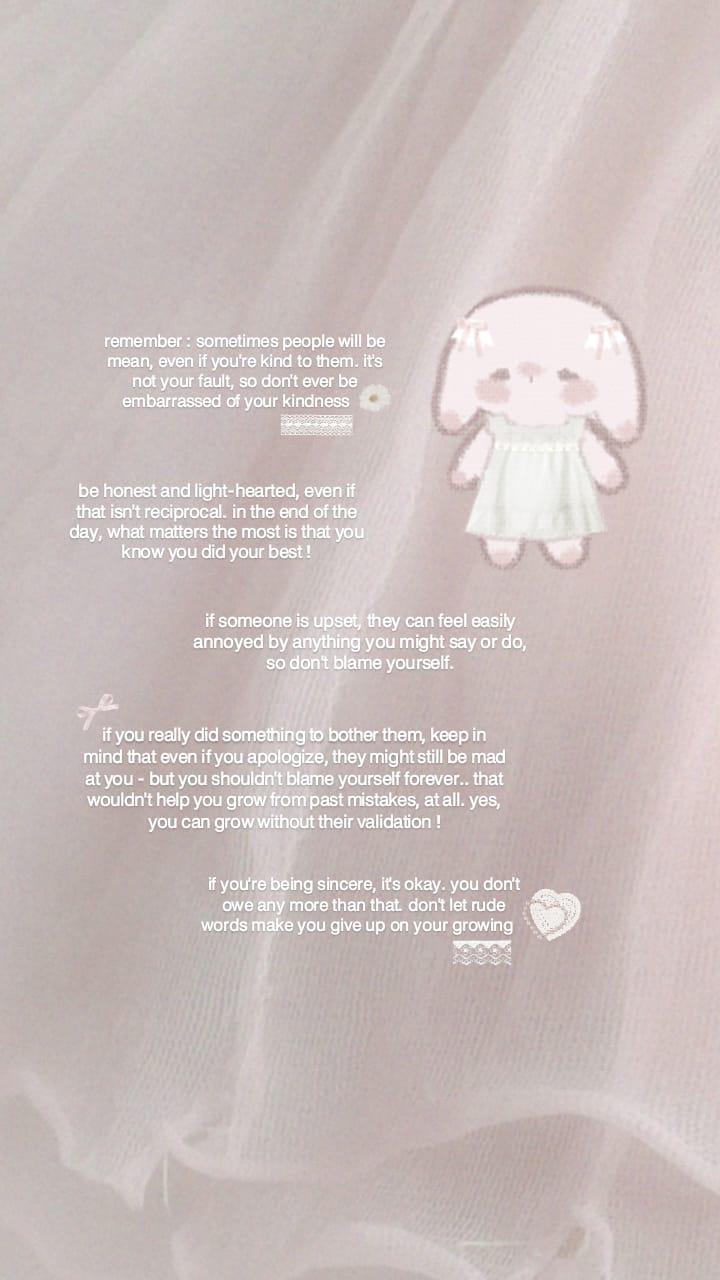 remember : sometimes people will be
mean, even if you're kind to them. it's
not your fault, so don't ever be
embarrassed of your kindness
be honest and light-hearted, even if
that isn't reciprocal. in the end of the
day, what matters the most is that you
know you did your best !
if someone is upset, they can feel easily
annoyed by anything you might say or do,
so don't blame yourself.
if you really did something to bother them, keep in
mind that even if you apologize, they might still be mad
at you - but you shouldn't blame yourself forever.. that
wouldn't help you grow from past mistakes, at all. yes,
you can grow without their validation !
if you're being sincere, it's okay. you don't
owe any more than that. don't let rude
words make you give up on your growing